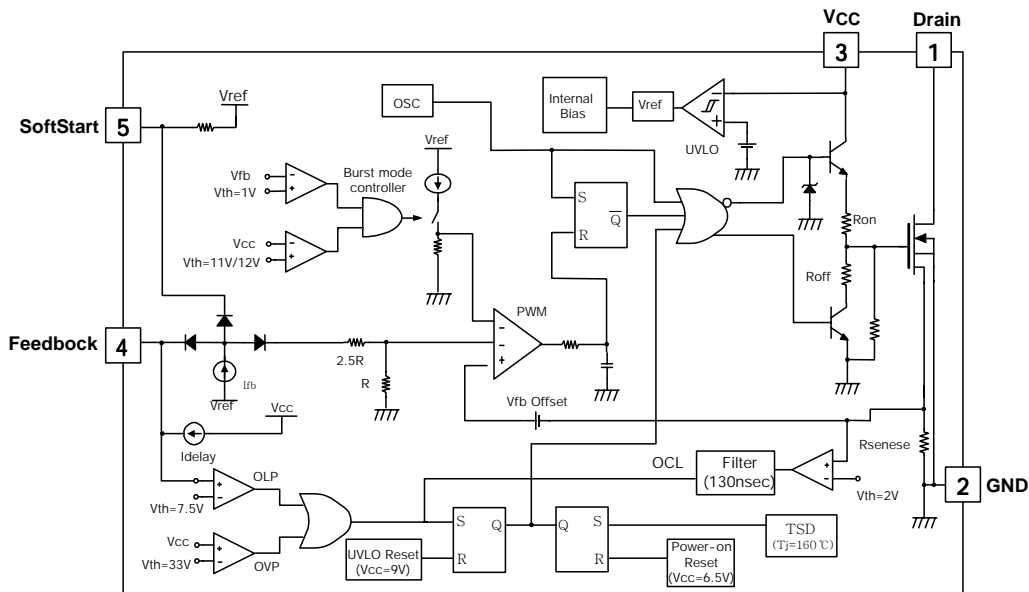 Vcc
Drain
3
1
Vref
SoftStart
5
OSC
Internal
Bias
Vref
UVLO
Vref
Burst mode
controller
Vfb
Vth=1V
Vcc
Vth=11V/12V
S
Q
R
Ron
Roff
PWM
Feedbock
4
2.5R
R
Ifb
Vref
Vcc
Idelay
Vfb Offset
Rsenese
OLP
Vth=7.5V
OCL
Filter
(130nsec)
Vth=2V
2
GND
Vcc
Vth=33V
OVP
UVLO Reset
(Vcc=9V)
S
Q
R
Q
S
R
TSD
(Tj=160℃)
Power-on
Reset
(Vcc=6.5V)